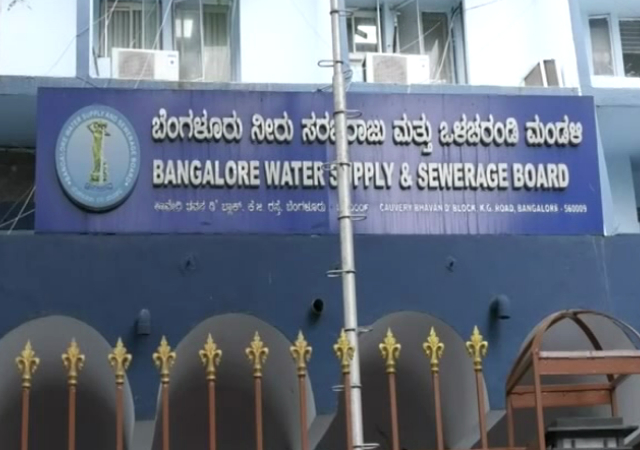 ಬೆಂಗಳೂರು ನೀರು ಸರಬರಾಜು ಮತ್ತು ಒಳಚರಂಡಿ ಮಂಡಳಿ
BANGALORE WATER SUPPLY & SEWERAGE BOARD
ಕಾವೇರಿ ಭವನ ಡಿ' ಬ್ಲಾಕ್, ಕೆ.ಜಿ. ರಸ್ತೆ, ಬೆಂಗಳೂರು CAUVERY BHAVAN D' BLOCK, K.G. ROAD, BANGALORE - 560009